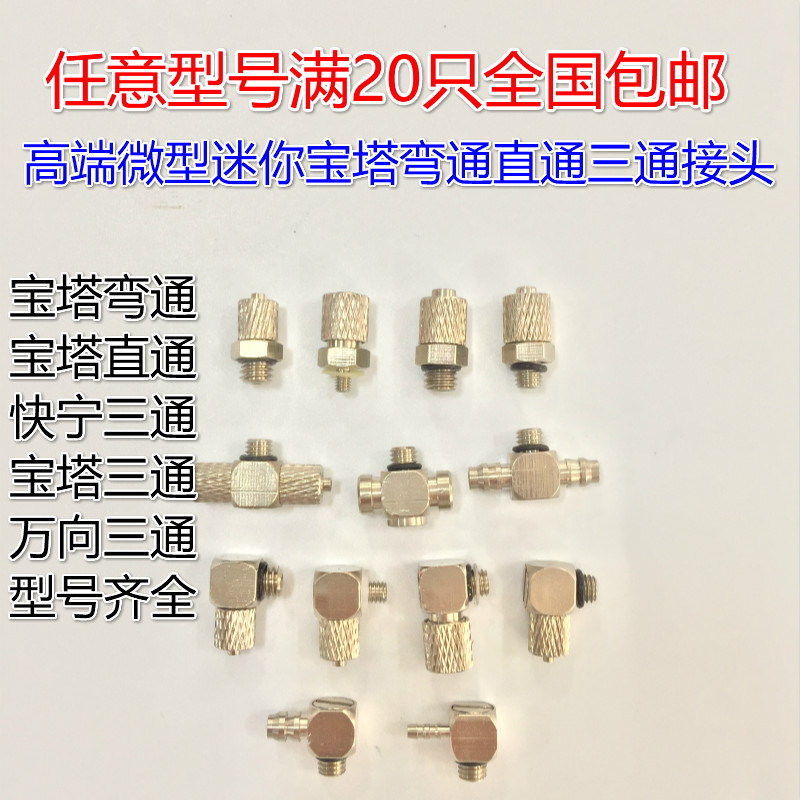 任意型号满20只全国包邮
高端微型迷你宝塔弯通直通三通接头
宝塔弯通
宝塔直通
快宁三通
宝塔三通
万向三通
型号齐全